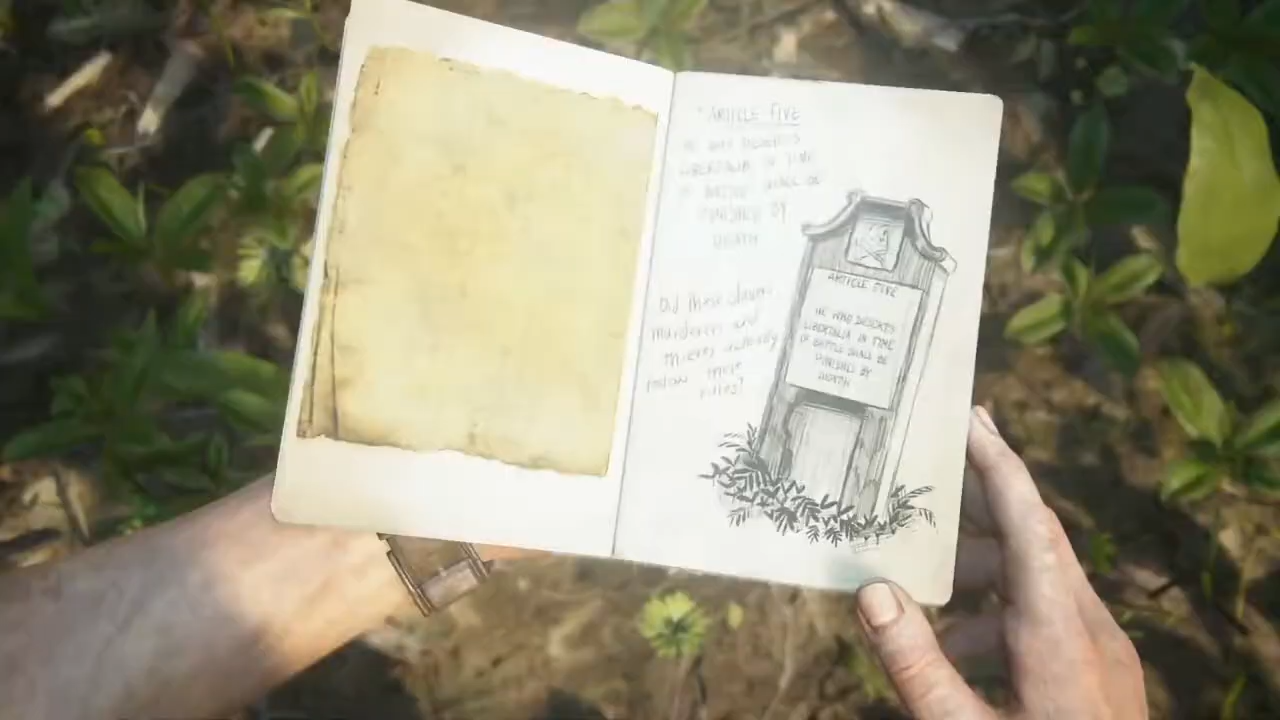 " ARTICLE FIVE
HE WHO DESERTS
LIBERTALIA IN TIME
OF BATTLE SHALL BE
PUNISHED BY
DEATH
Did these slavers
murderers and
thieves actually
follow their
rules?
ARTICLE FIVE
HE WHO DESERTS
LIBERTALIA IN TIME
OF BATTLE SHALL BE
PUNISHED BY
DEATH